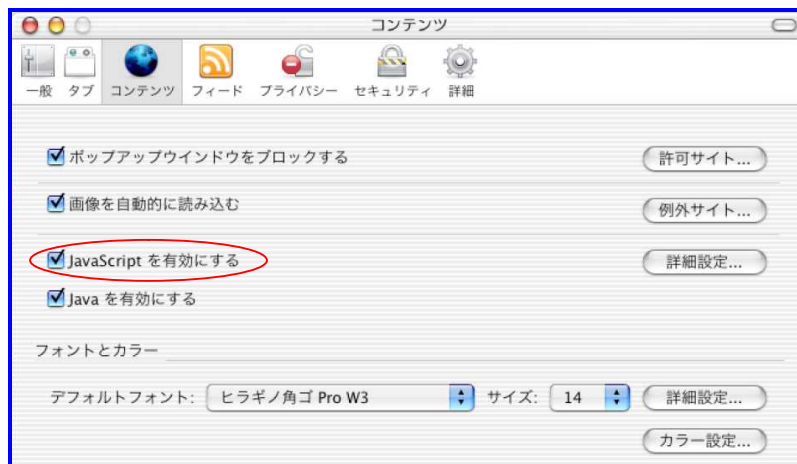 コンテンツ
一般 タブ コンテンツ フィード プライバシー セキュリティ 詳細
ポップアップウインドウをブロックする 許可サイト...
画像を自動的に読み込む 例外サイト...
JavaScript を有効にする 詳細設定...
Java を有効にする
フォントとカラー
デフォルトフォント: ヒラギノ角ゴ Pro W3 サイズ: 14 詳細設定...
カラー設定...